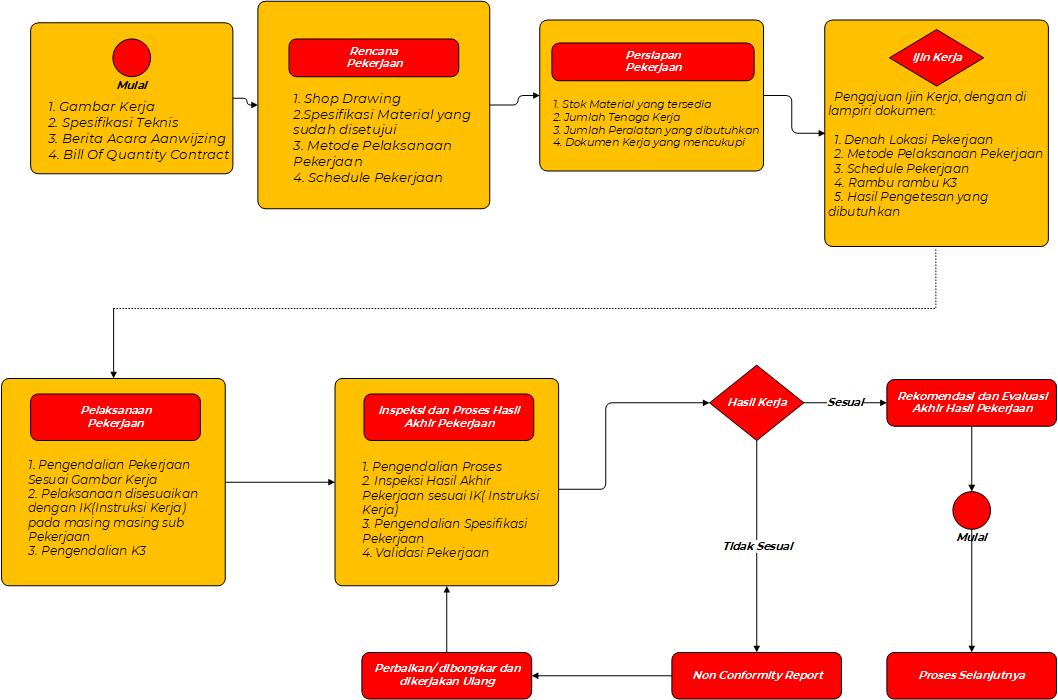 Mulai
1. Gambar Kerja
2. Spesifikasi Teknis
3. Berita Acara Aanwijzing
4. Bill Of Quantity Contract
Rencana
Pekerjaan
1. Shop Drawing
2.Spesifikasi Material yang
sudah disetujui
3. Metode Pelaksanaan
Pekerjaan
4. Schedule Pekerjaan
Persiapan
Pekerjaan
1. Stok Material yang tersedia
2. Jumlah Tenaga Kerja
3. Jumlah Peralatan yang dibutuhkan
4. Dokumen Kerja yang mencukupi
Ijin Kerja
Pengajuan Ijin Kerja, dengan di
lampiri dokumen:
1. Denah Lokasi Pekerjaan
2. Metode Pelaksanaan Pekerjaan
3. Schedule Pekerjaan
4. Rambu rambu K3
5. Hasil Pengetesan yang
dibutuhkan
Pelaksanaan
Pekerjaan
1. Pengendalian Pekerjaan
Sesuai Gambar Kerja
2. Pelaksanaan disesuaikan
dengan IK(Instruksi Kerja)
pada masing masing sub
Pekerjaan
3. Pengendalian K3
Inspeksi dan Proses Hasil
Akhir Pekerjaan
1. Pengendalian Proses
2. Inspeksi Hasil Akhir
Pekerjaan sesuai IK( Instruksi
Kerja)
3. Pengendalian Spesifikasi
Pekerjaan
4. Validasi Pekerjaan
Hasil Kerja
Sesuai
Rekomendasi dan Evaluasi
Akhir Hasil Pekerjaan
Mulai
Tidak Sesuai
Perbaikan/ dibongkar dan
dikerjakan Ulang
Non Conformity Report
Proses Selanjutnya